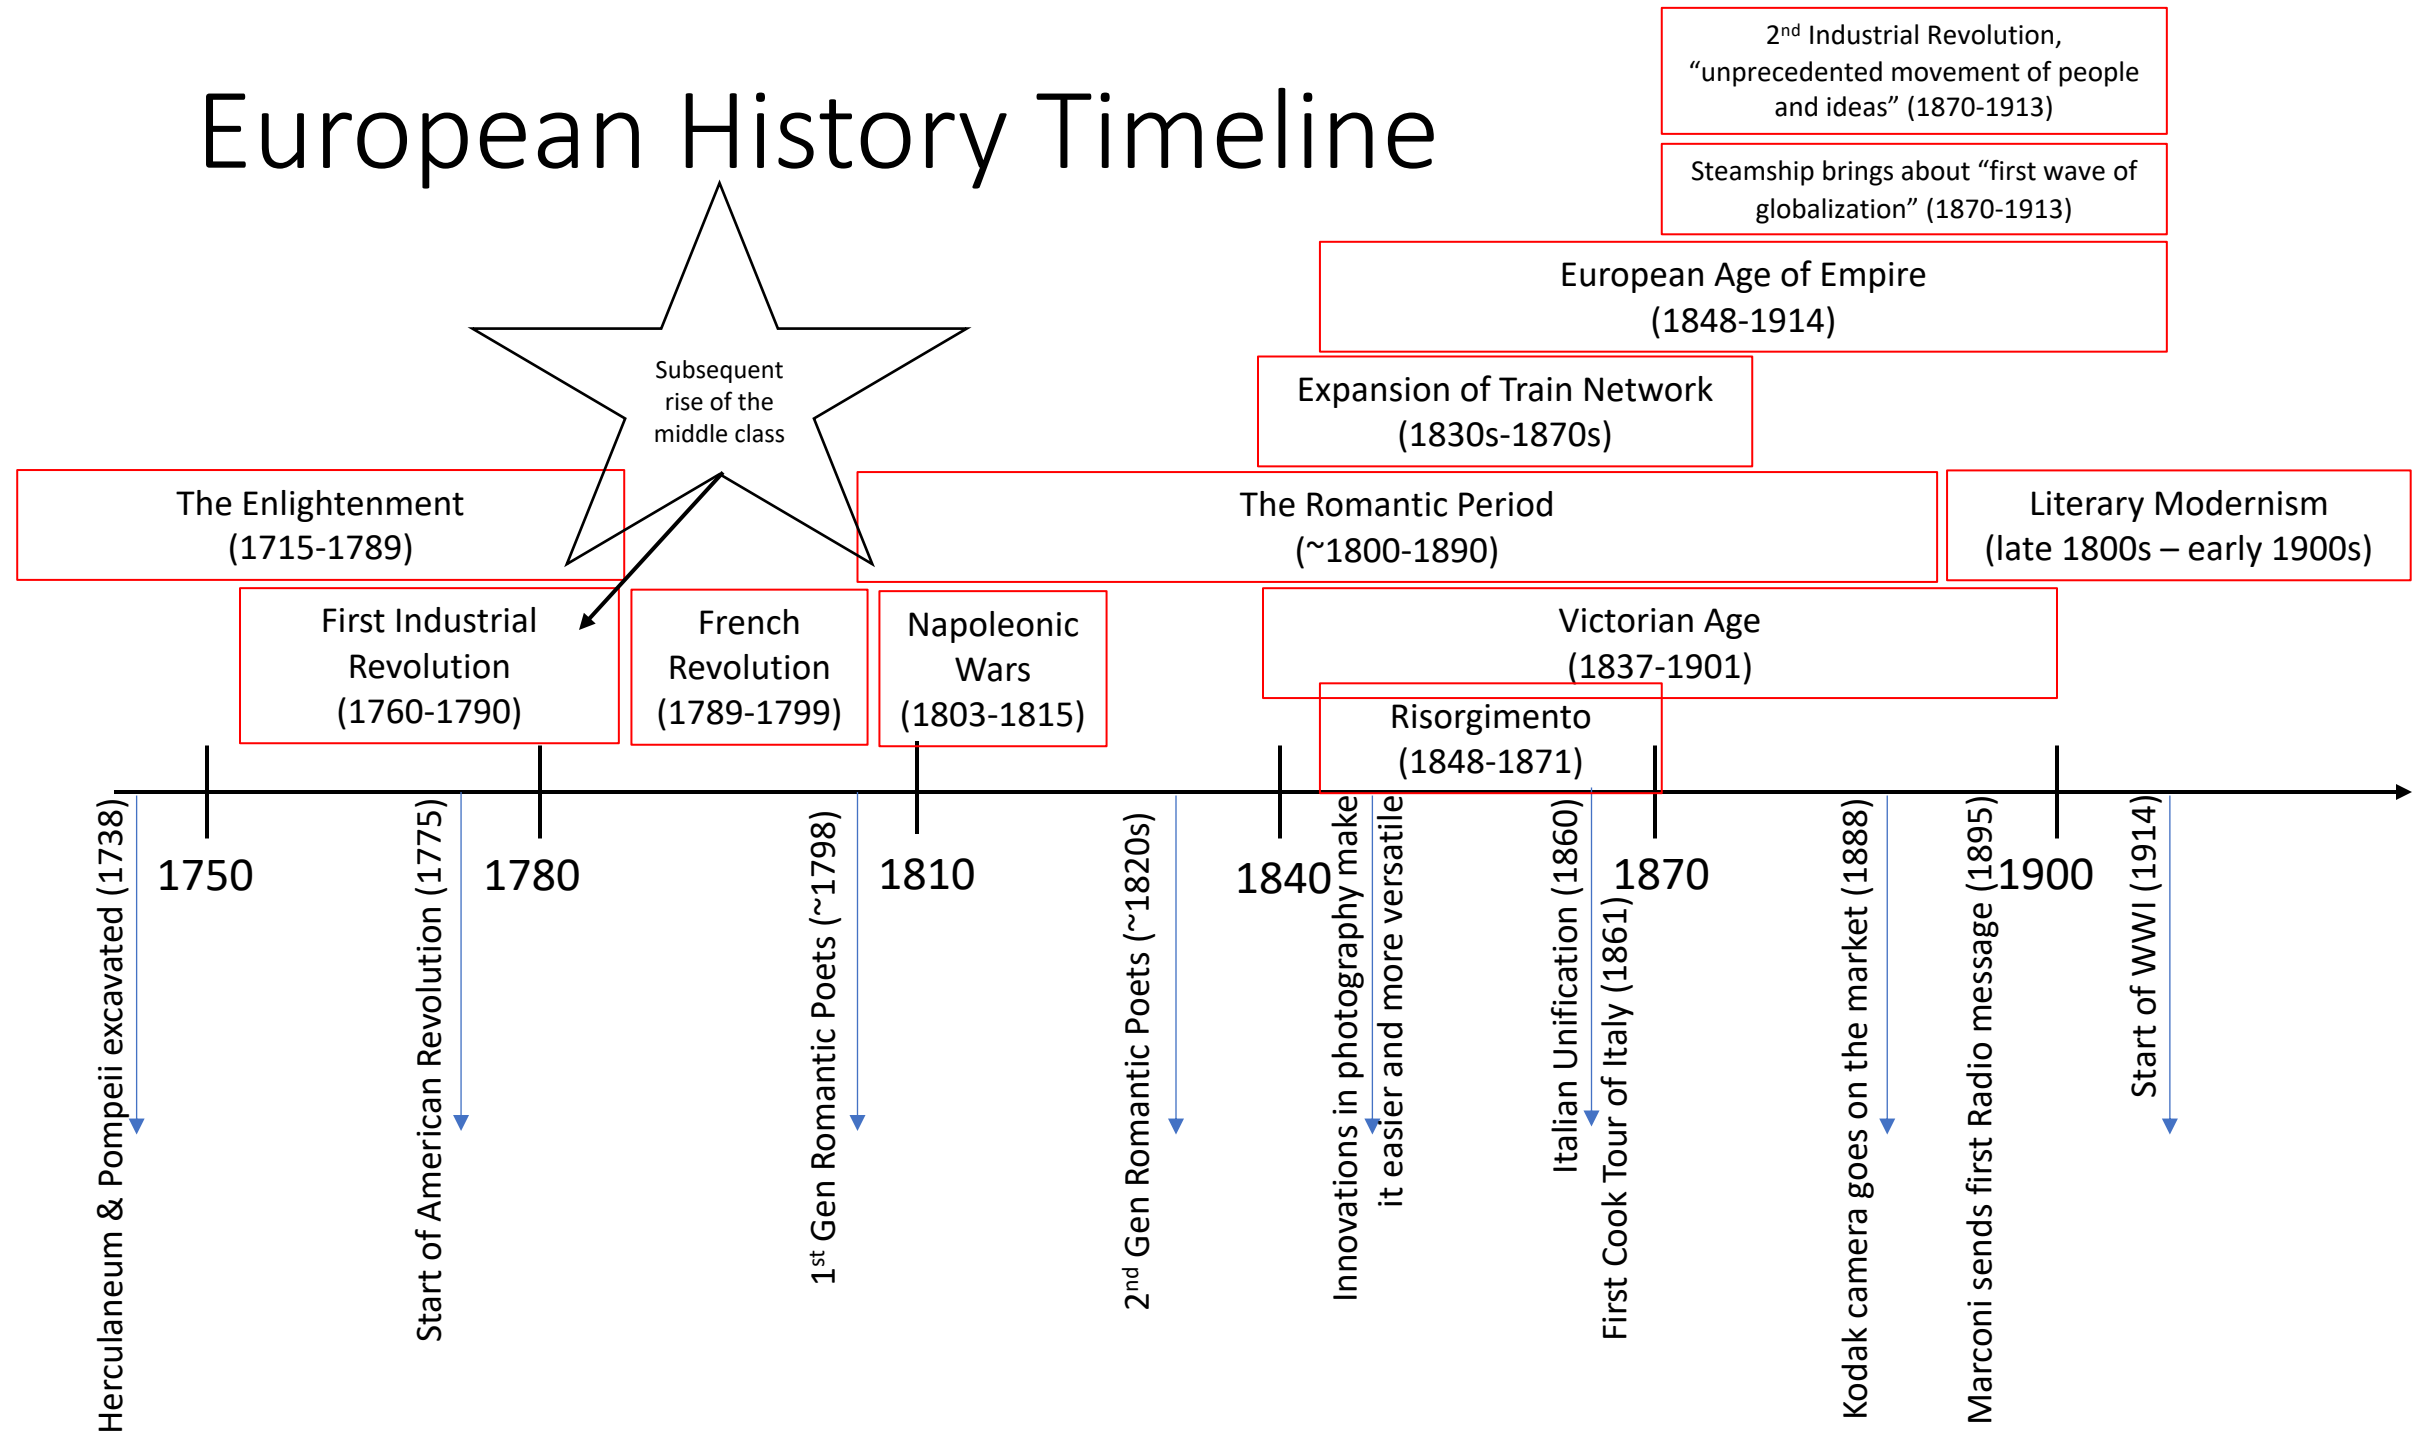 European History Timeline
2nd Industrial Revolution,
“unprecedented movement of people
and ideas” (1870-1913)
Steamship brings about “first wave of
globalization” (1870-1913)
European Age of Empire
(1848-1914)
Subsequent
rise of the
middle class
Expansion of Train Network
(1830s-1870s)
The Enlightenment
(1715-1789)
The Romantic Period
(~1800-1890)
Literary Modernism
(late 1800s – early 1900s)
First Industrial
Revolution
(1760-1790)
French
Revolution
(1789-1799)
Napoleonic
Wars
(1803-1815)
Victorian Age
(1837-1901)
Risorgimento
(1848-1871)
1750
1780
1810
1840
1870
1900
Herculaneum & Pompeii excavated (1738)
Start of American Revolution (1775)
1st Gen Romantic Poets (~1798)
2nd Gen Romantic Poets (~1820s)
Innovations in photography make
it easier and more versatile
Italian Unification (1860)
First Cook Tour of Italy (1861)
Kodak camera goes on the market (1888)
Marconi sends first Radio message (1895)
Start of WWI (1914)